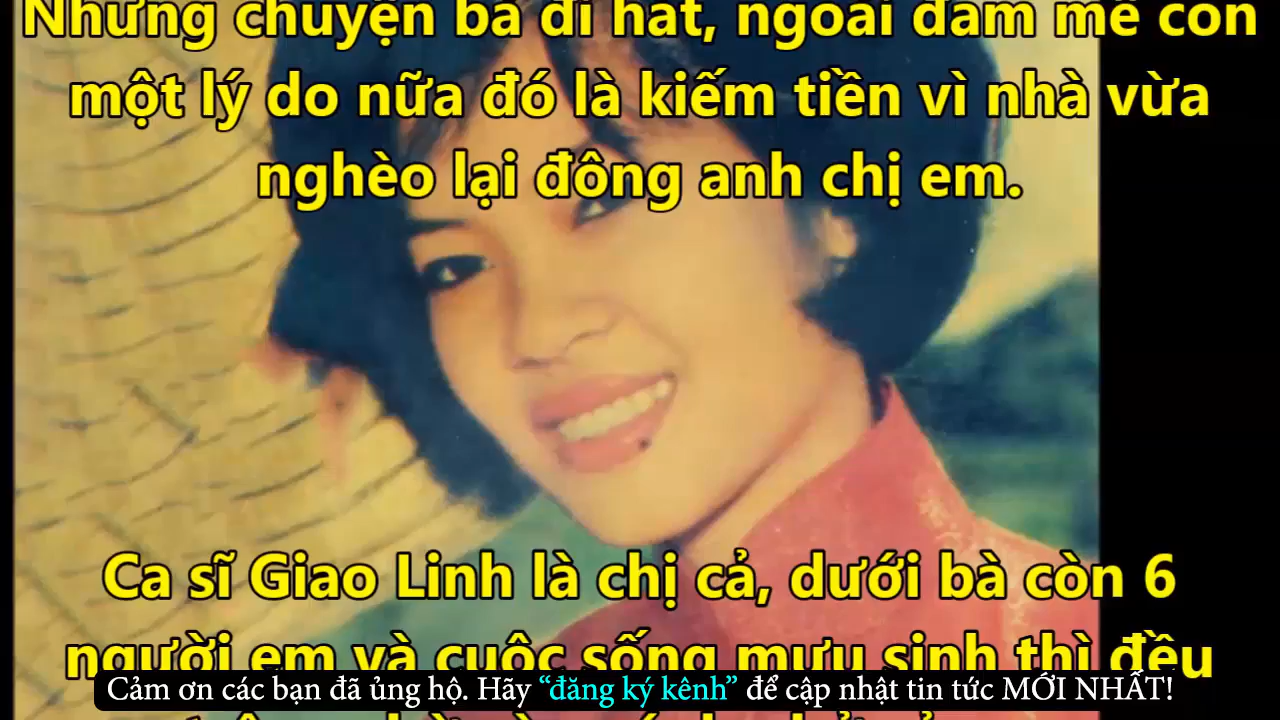 Nhưng chuyện bà đi hát, ngoài đam mê còn
một lý do nữa đó là kiếm tiền vì nhà vừa
nghèo lại đông anh chị em.
Ca sĩ Giao Linh là chị cả, dưới bà còn 6
người em và cuộc sống mưu sinh thì đều
Cảm ơn các bạn đã ủng hộ. Hãy “đăng ký kênh” để cập nhật tin tức MỚI NHẤT!